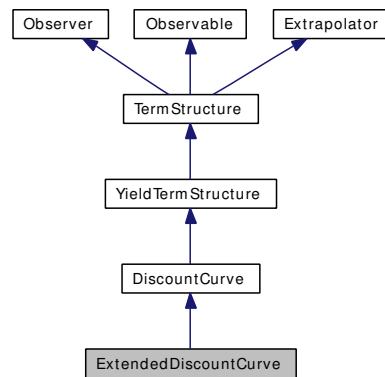 Observer
Observable
Extrapolator
TermStructure
YieldTermStructure
DiscountCurve
ExtendedDiscountCurve